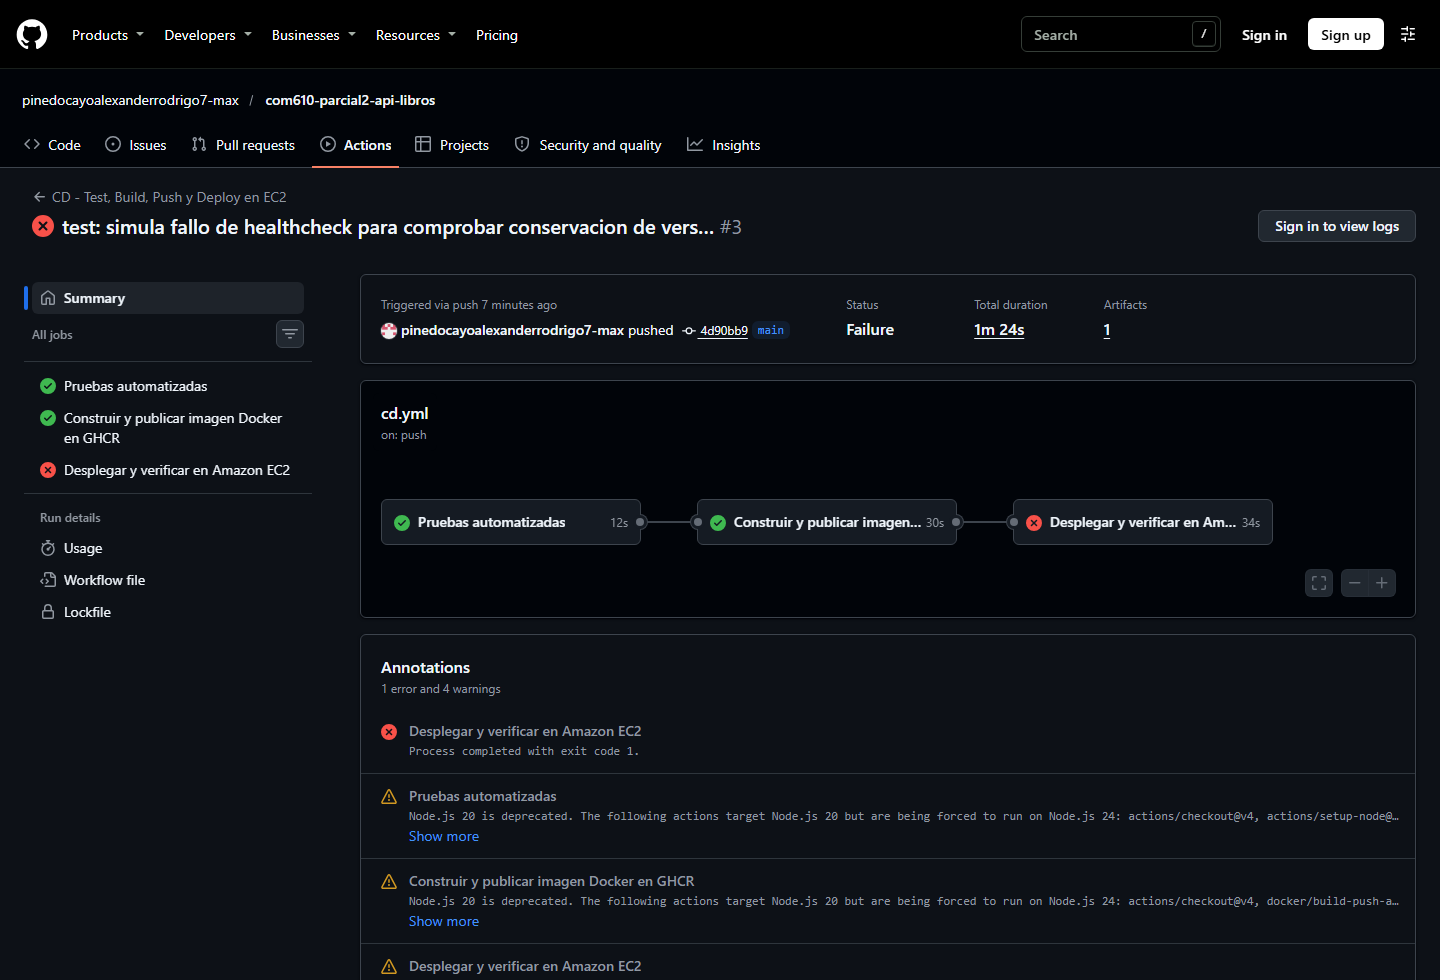 Products
Developers
Businesses
Resources
Pricing
Search
/
Sign in
Sign up
pinedocayoalexanderrodrigo7-max / com610-parcial2-api-libros
Code
Issues
Pull requests
Actions
Projects
Security and quality
Insights
← CD - Test, Build, Push y Deploy en EC2
test: simula fallo de healthcheck para comprobar conservacion de vers... #3
Sign in to view logs
Summary
All jobs
Pruebas automatizadas
Construir y publicar imagen Docker
en GHCR
Desplegar y verificar en Amazon EC2
Run details
Usage
Workflow file
Lockfile
Triggered via push 7 minutes ago
pinedocayoalexanderrodrigo7-max pushed 4d90bb9 main
Status
Failure
Total duration
1m 24s
Artifacts
1
cd.yml
on: push
Pruebas automatizadas 12s
Construir y publicar imagen... 30s
Desplegar y verificar en Am... 34s
Annotations
1 error and 4 warnings
Desplegar y verificar en Amazon EC2
Process completed with exit code 1.
Pruebas automatizadas
Node.js 20 is deprecated. The following actions target Node.js 20 but are being forced to run on Node.js 24: actions/checkout@v4, actions/setup-node@…
Show more
Construir y publicar imagen Docker en GHCR
Node.js 20 is deprecated. The following actions target Node.js 20 but are being forced to run on Node.js 24: actions/checkout@v4, docker/build-push-a…
Show more
Desplegar y verificar en Amazon EC2